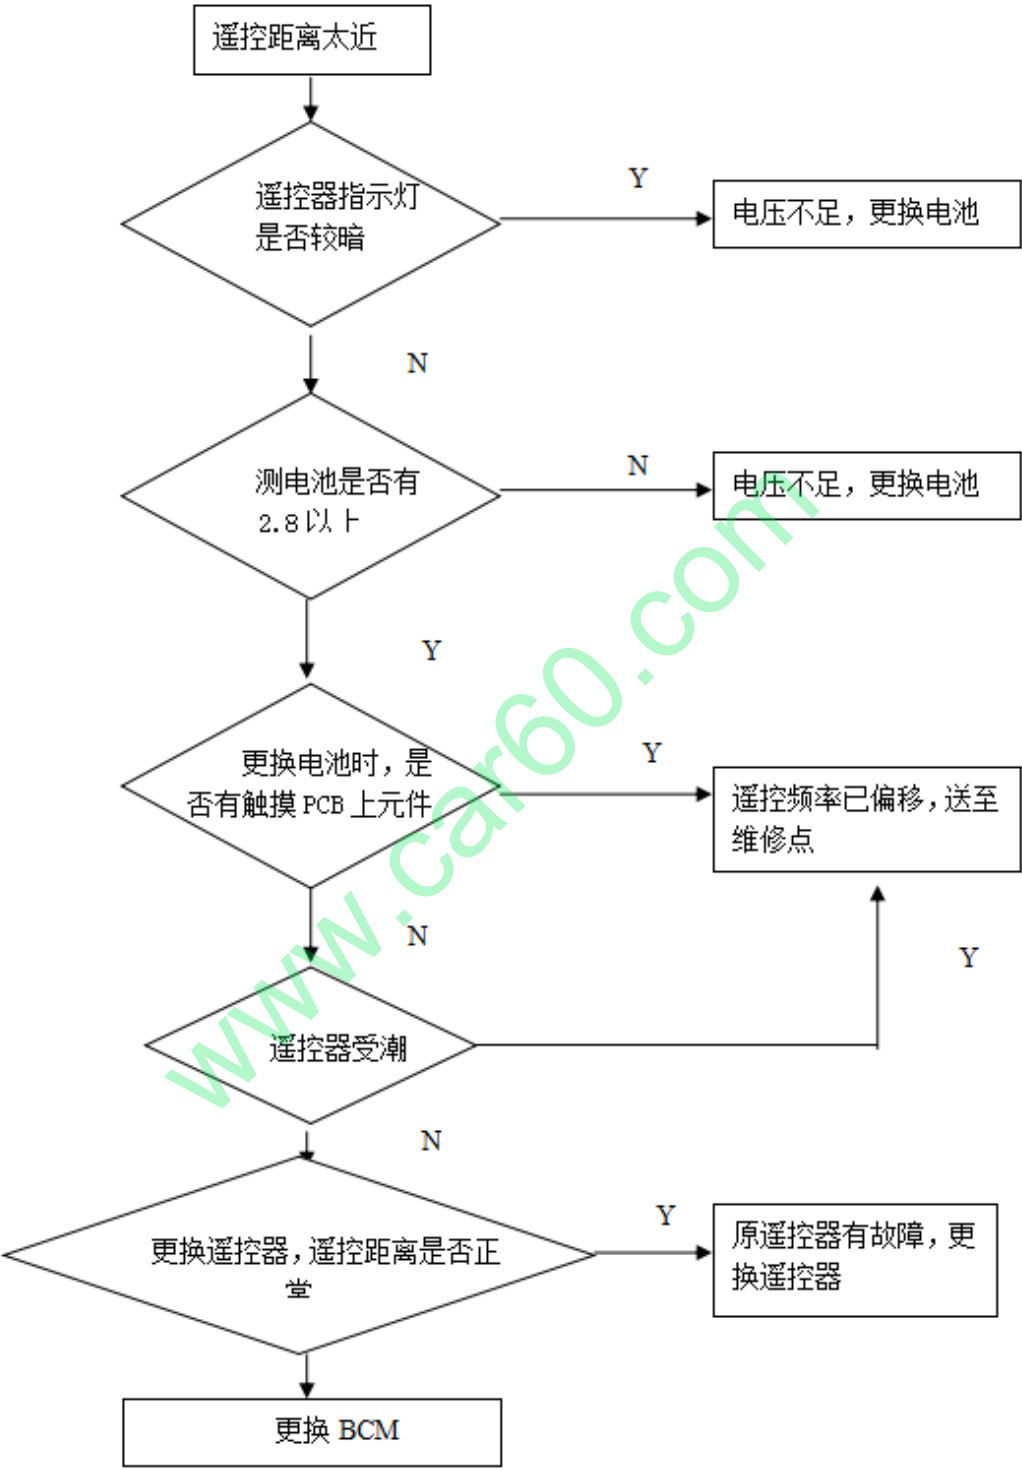 遥控距离太近
遥控器指示灯
是否较暗
Y
电压不足，更换电池
N
测电池是否有
2.8以上
N
电压不足，更换电池
Y
更换电池时，是
否有触摸PCB上元件
Y
遥控频率已偏移，送至
维修点
N
遥控器受潮
Y
N
更换遥控器，遥控距离是否正
常
Y
原遥控器有故障，更
换遥控器
更换 BCM
www.car60.com